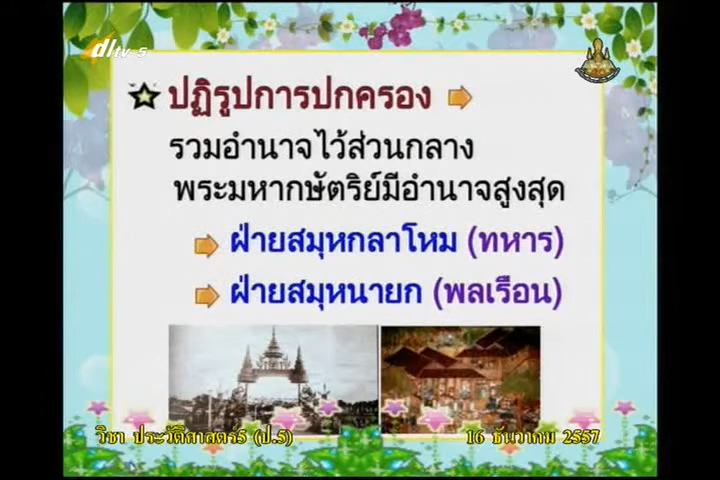 dltv 5
ปฏิรูปการปกครอง
รวมอำนาจไว้ส่วนกลาง
พระมหากษัตริย์มีอำนาจสูงสุด
ฝ่ายสมุหกลาโหม (ทหาร)
ฝ่ายสมุหนายก (พลเรือน)
วิชา ประวัติศาสตร์5 (ป.5)
16 ธันวาคม 2557